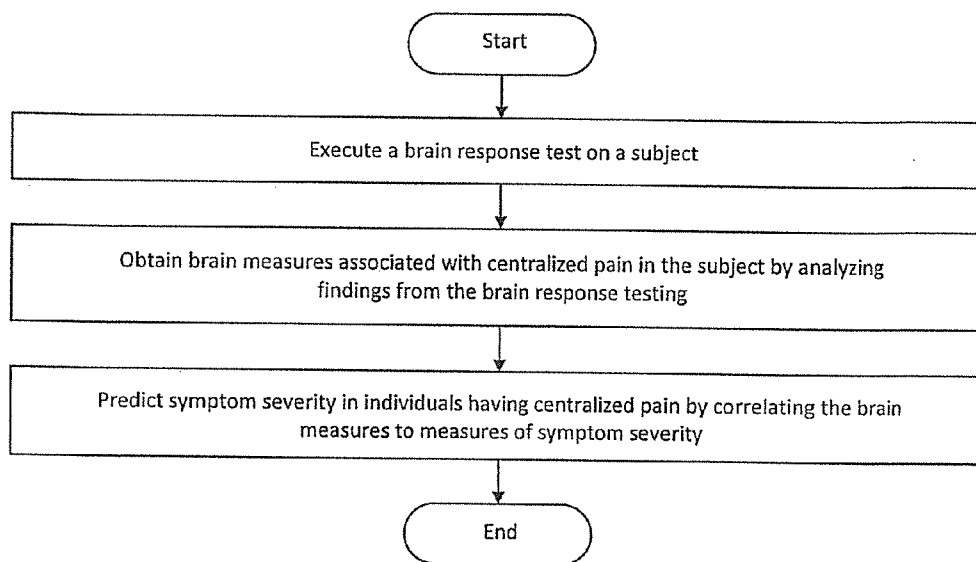 Start
Execute a brain response test on a subject
Obtain brain measures associated with centralized pain in the subject by analyzing
findings from the brain response testing
Predict symptom severity in individuals having centralized pain by correlating the brain
measures to measures of symptom severity
End